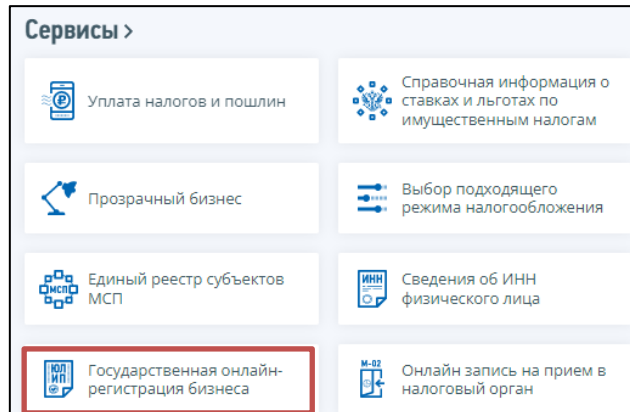 Сервисы >
Уплата налогов и пошлин
Справочная информация о
ставках и льготах по
имущественным налогам
Прозрачный бизнес
Выбор подходящего
режима налогообложения
МСП
Единый реестр субъектов
МСП
ИНН
Сведения об ИНН
физического лица
ЮЛ
ИП
Государственная онлайн-
регистрация бизнеса
М-02
Онлайн запись на прием в
налоговый орган